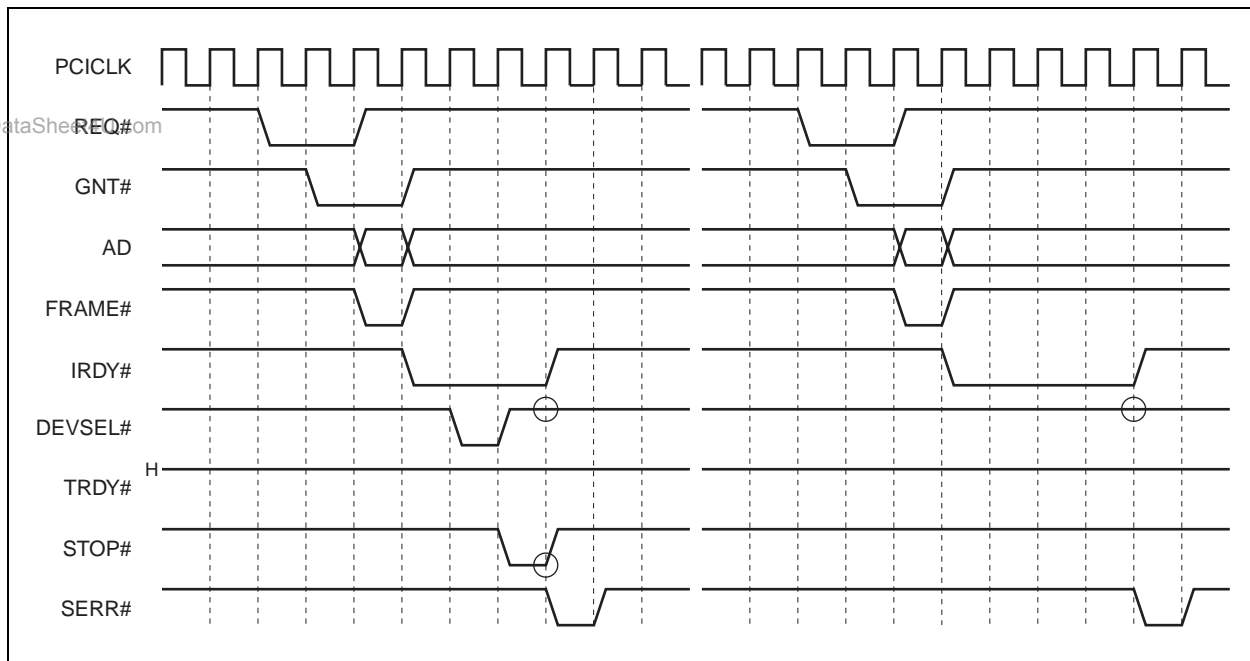 PCICLK
REQ#
GNT#
AD
FRAME#
IRDY#
DEVSEL#
H
TRDY#
STOP#
SERR#